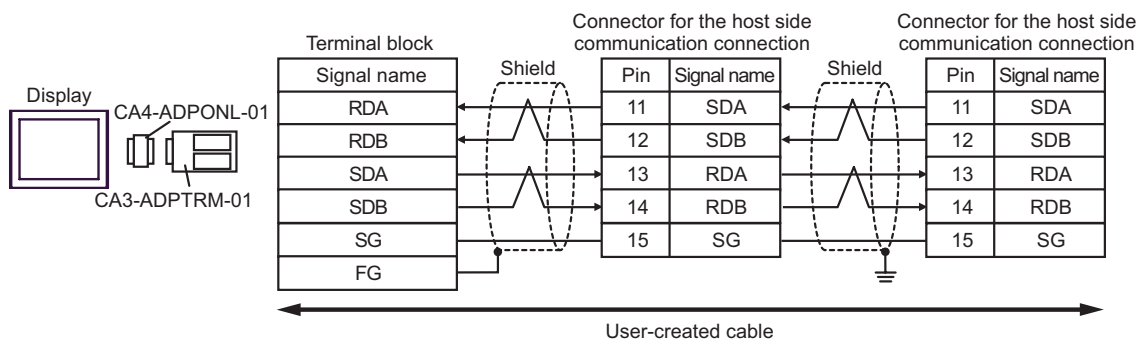 Display
CA4-ADPONL-01
CA3-ADPTRM-01
Terminal block
Signal name
RDA
RDB
SDA
SDB
SG
FG
Shield
Connector for the host side
communication connection
Pin Signal name
11 SDA
12 SDB
13 RDA
14 RDB
15 SG
Shield
Connector for the host side
communication connection
Pin Signal name
11 SDA
12 SDB
13 RDA
14 RDB
15 SG
User-created cable